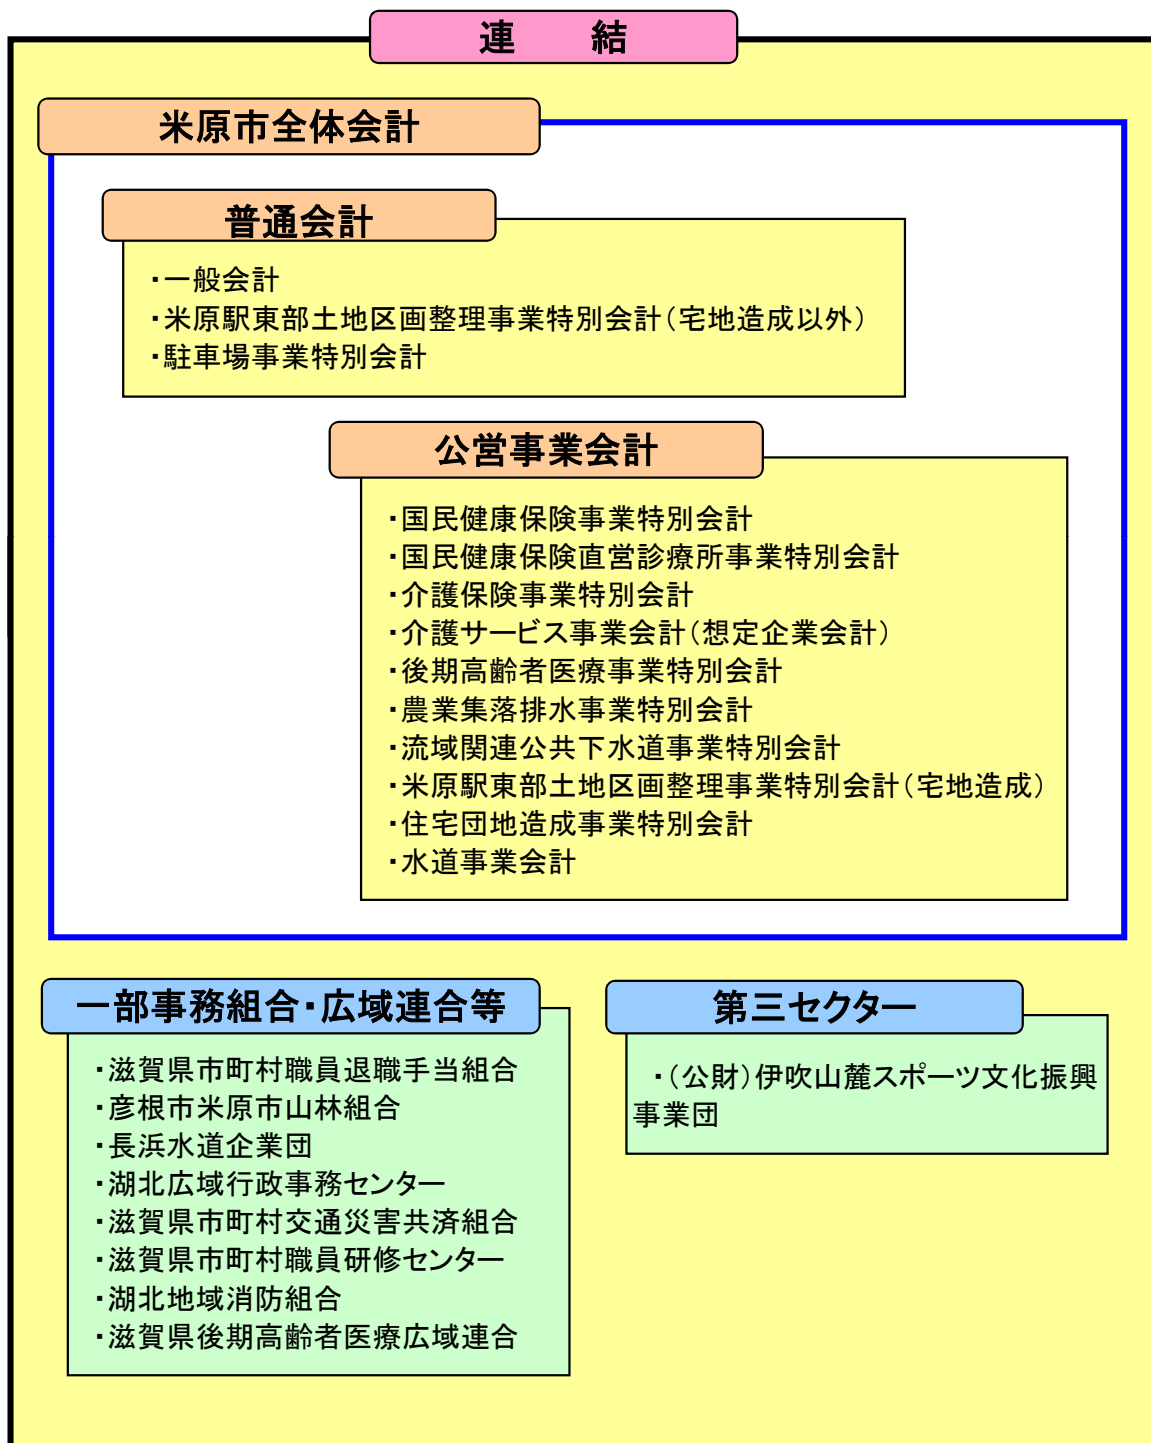 連　結
米原市全体会計
普通会計
・一般会計
・米原駅東部土地区画整理事業特別会計（宅地造成以外）
・駐車場事業特別会計
公営事業会計
・国民健康保険事業特別会計
・国民健康保険直営診療所事業特別会計
・介護保険事業特別会計
・介護サービス事業会計（想定企業会計）
・後期高齢者医療事業特別会計
・農業集落排水事業特別会計
・流域関連公共下水道事業特別会計
・米原駅東部土地区画整理事業特別会計（宅地造成）
・住宅団地造成事業特別会計
・水道事業会計
一部事務組合・広域連合等
・滋賀県市町村職員退職手当組合
・彦根市米原市山林組合
・長浜水道企業団
・湖北広域行政事務センター
・滋賀県市町村交通災害共済組合
・滋賀県市町村職員研修センター
・湖北地域消防組合
・滋賀県後期高齢者医療広域連合
第三セクター
・（公財）伊吹山麓スポーツ文化振興
事業団